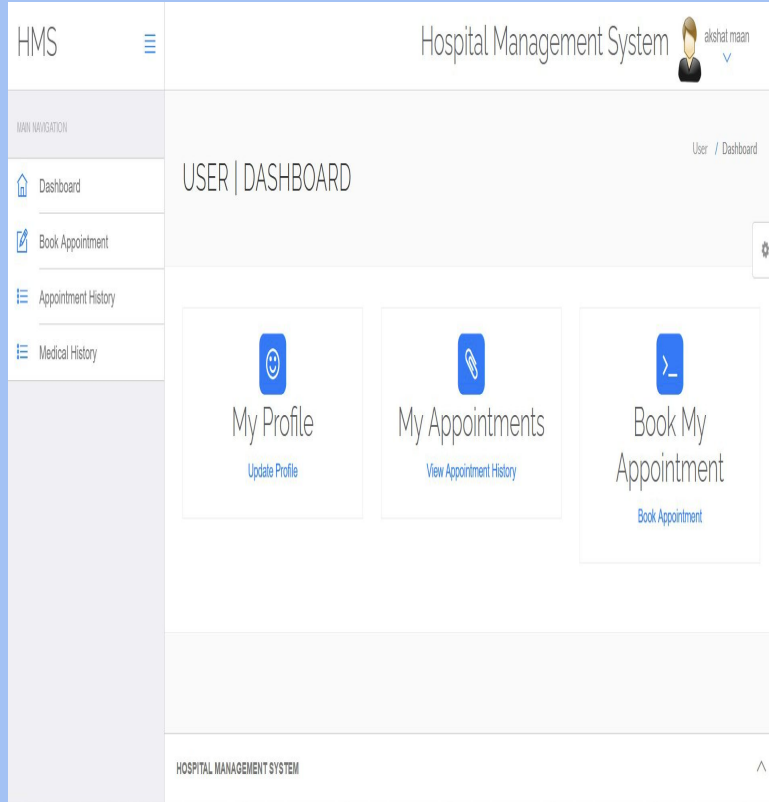 HMS
Hospital Management System
akshat maan
MAIN NAVIGATION
Dashboard
Book Appointment
Appointment History
Medical History
USER | DASHBOARD
User / Dashboard
My Profile
Update Profile
My Appointments
View Appointment History
Book My
Appointment
Book Appointment
HOSPITAL MANAGEMENT SYSTEM